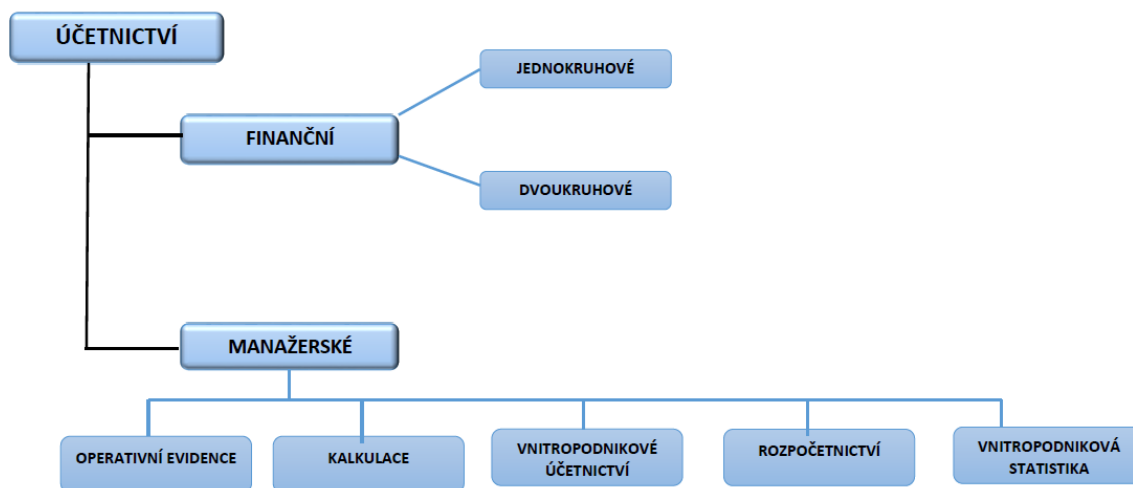 ÚČETNICTVÍ
JEDNOKRUHOVÉ
FINANČNÍ
DVOUKRUHOVÉ
MANAŽERSKÉ
OPERATIVNÍ EVIDENCE
KALKULACE
VNITROPODNIKOVÉ
ÚČETNICTVÍ
ROZPOČETNICTVÍ
VNITROPODNIKOVÁ
STATISTIKA